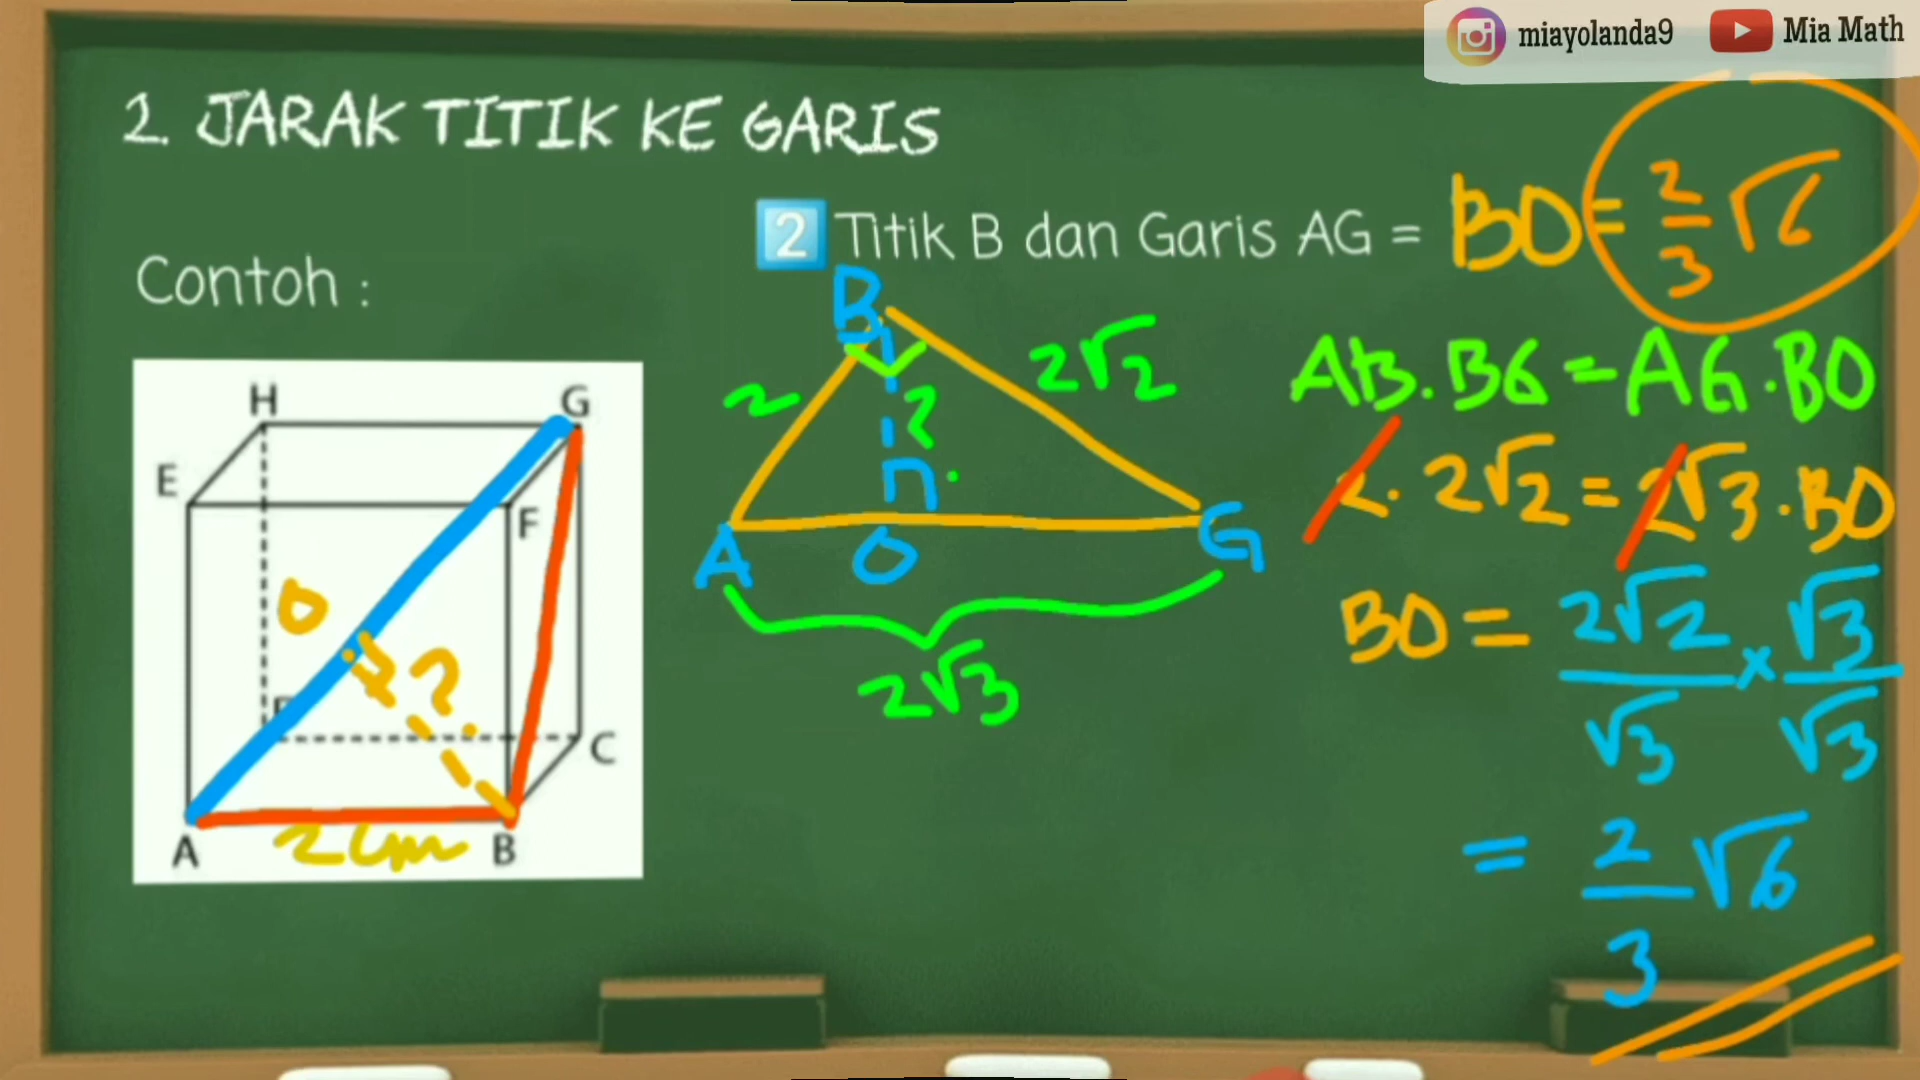 miayolanda9 Mia Math
2. JARAK TITIK KE GARIS
2 Titik B dan Garis AG = BO = 2/3 √6
Contoh :
H G
E F
O ?
C
A 2cm B
B
2 2√2
?
A O G
2√3
AB.BG = AG.BO
2. 2√2 = 2√3 .BO
BO = 2√2/√3 × √3/√3
= 2/3 √6